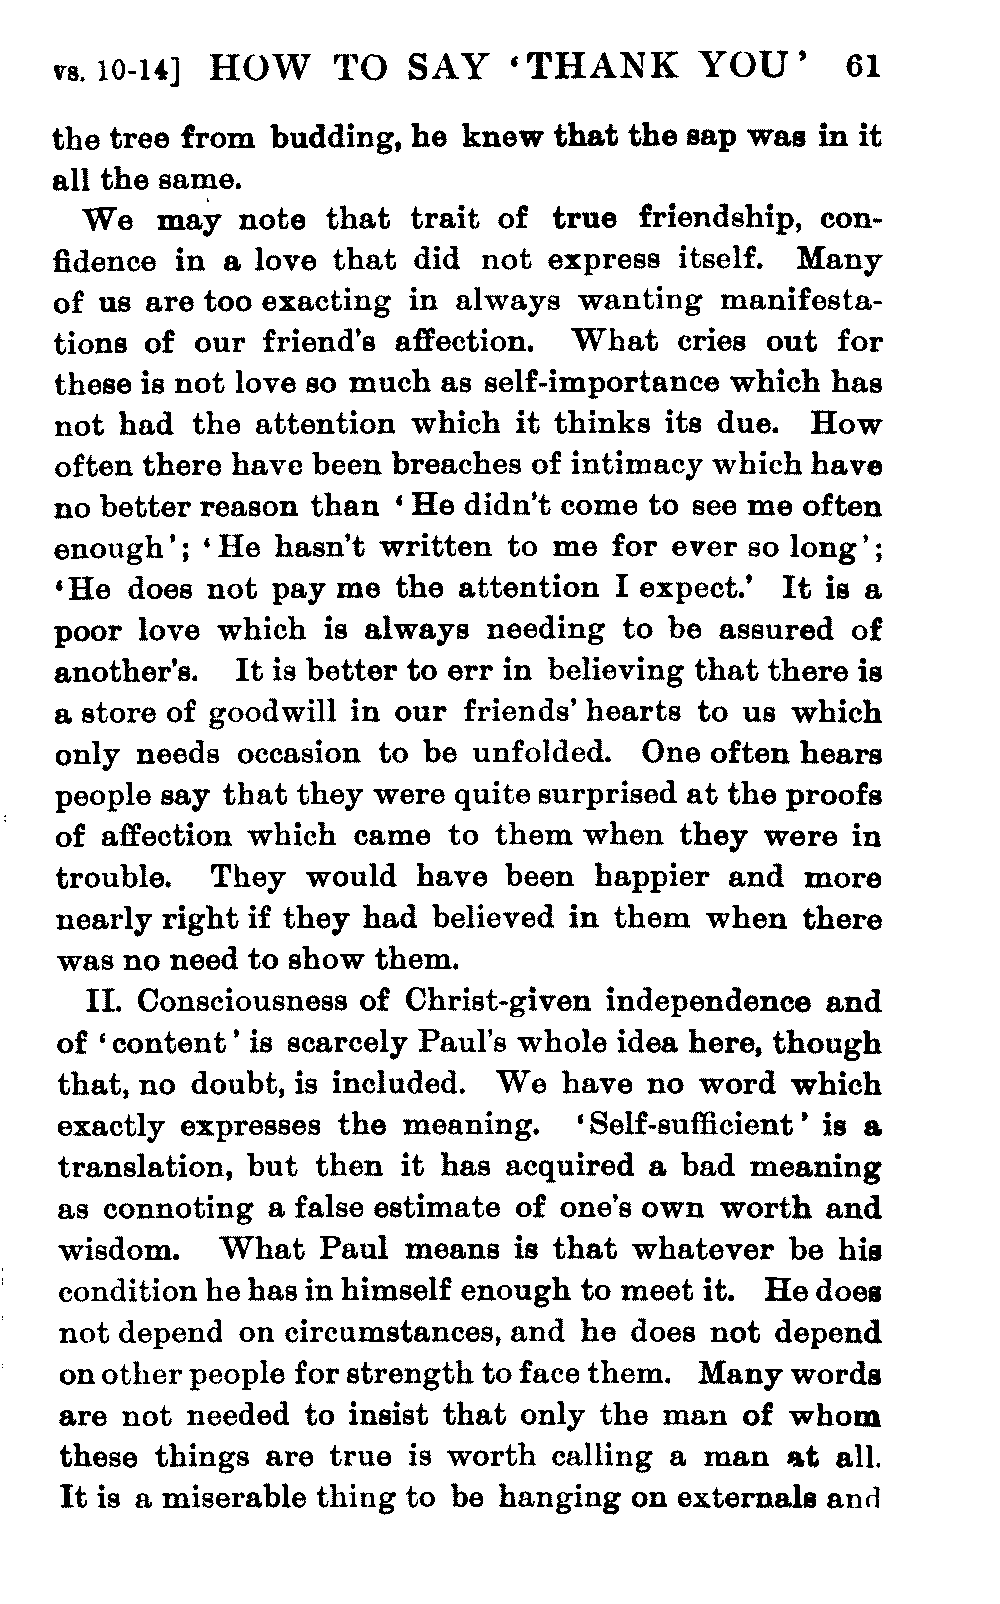 vs. 10-14] HOW TO SAY ‘THANK YOU’ 61
the tree from budding, he knew that the sap was in it
all the same.
We may note that trait of true friendship, con-
fidence in a love that did not express itself. Many
of us are too exacting in always wanting manifesta-
tions of our friend's affection. What cries out for
these is not love so much as self-importance which has
not had the attention which it thinks its due. How
often there have been breaches of intimacy which have
no better reason than ‘He didn't come to see me often
enough’; ‘He hasn't written to me for ever so long’;
‘He does not pay me the attention I expect.’ It is a
poor love which is always needing to be assured of
another's. It is better to err in believing that there is
a store of goodwill in our friends' hearts to us which
only needs occasion to be unfolded. One often hears
people say that they were quite surprised at the proofs
of affection which came to them when they were in
trouble. They would have been happier and more
nearly right if they had believed in them when there
was no need to show them.
II. Consciousness of Christ-given independence and
of ‘content’ is scarcely Paul's whole idea here, though
that, no doubt, is included. We have no word which
exactly expresses the meaning. ‘Self-sufficient’ is a
translation, but then it has acquired a bad meaning
as connoting a false estimate of one's own worth and
wisdom. What Paul means is that whatever be his
condition he has in himself enough to meet it. He does
not depend on circumstances, and he does not depend
on other people for strength to face them. Many words
are not needed to insist that only the man of whom
these things are true is worth calling a man at all.
It is a miserable thing to be hanging on externals and